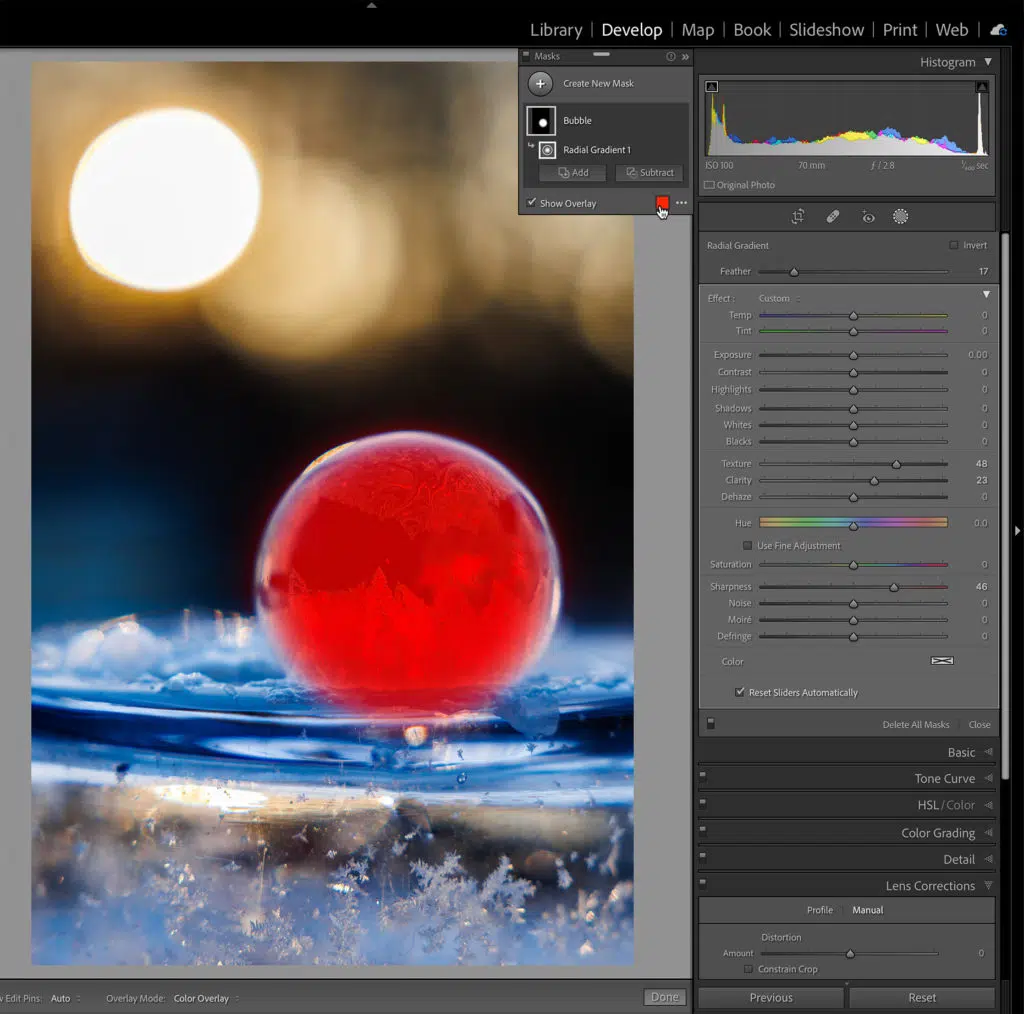 Library | Develop | Map | Book | Slideshow | Print | Web
Masks
Create New Mask
Bubble
Radial Gradient 1
Add Subtract
Show Overlay
Histogram
ISO 100 70 mm ƒ / 2.8 sec
Original Photo
Radial Gradient Invert
Feather 17
Effect : Custom
Temp 0
Tint 0
Exposure 0.00
Contrast 0
Highlights 0
Shadows 0
Whites 0
Blacks 0
Texture 48
Clarity 23
Dehaze 0
Hue 0.0
Use Fine Adjustment
Saturation 0
Sharpness 46
Noise 0
Moiré 0
Defringe 0
Color
Reset Sliders Automatically
Delete All Masks Close
Basic
Tone Curve
HSL / Color
Color Grading
Detail
Lens Corrections
Profile Manual
Distortion
Amount 0
Constrain Crop
Edit Pins: Auto Overlay Mode: Color Overlay Done
Previous Reset